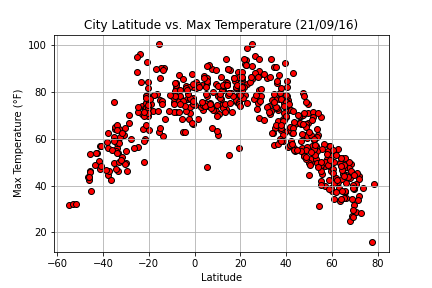 City Latitude vs. Max Temperature (21/09/16)
100
80
60
40
20
Max Temperature (°F)
−60 −40 −20 0 20 40 60 80
Latitude